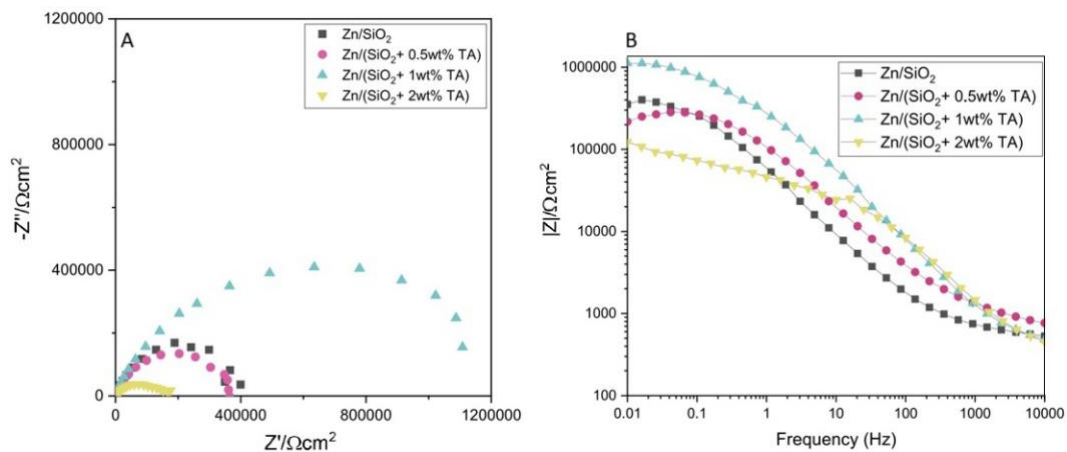 A
Zn/SiO₂
Zn/(SiO₂+ 0.5wt% TA)
Zn/(SiO₂+ 1wt% TA)
Zn/(SiO₂+ 2wt% TA)
1200000
800000
400000
0
-Z''/Ωcm²
0
400000
800000
1200000
Z'/Ωcm²
B
Zn/SiO₂
Zn/(SiO₂+ 0.5wt% TA)
Zn/(SiO₂+ 1wt% TA)
Zn/(SiO₂+ 2wt% TA)
1000000
100000
10000
1000
100
|Z|/Ωcm²
0.01
0.1
1
10
100
1000
10000
Frequency (Hz)